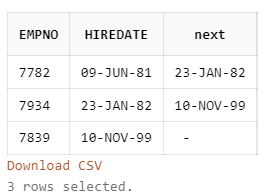 EMPNO HIREDATE next
7782 09-JUN-81 23-JAN-82
7934 23-JAN-82 10-NOV-99
7839 10-NOV-99 -
Download CSV
3 rows selected.